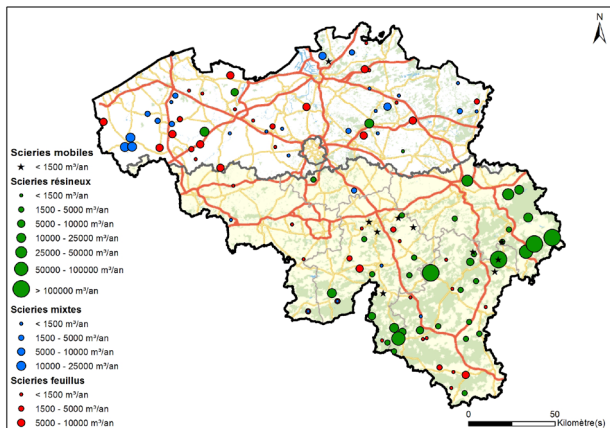 N
Scieries mobiles
< 1500 m³/an
Scieries résineux
< 1500 m³/an
1500 - 5000 m³/an
5000 - 10000 m³/an
10000 - 25000 m³/an
25000 - 50000 m³/an
50000 - 100000 m³/an
> 100000 m³/an
Scieries mixtes
< 1500 m³/an
1500 - 5000 m³/an
5000 - 10000 m³/an
10000 - 25000 m³/an
Scieries feuillus
< 1500 m³/an
1500 - 5000 m³/an
5000 - 10000 m³/an
0 50
Kilomètre(s)